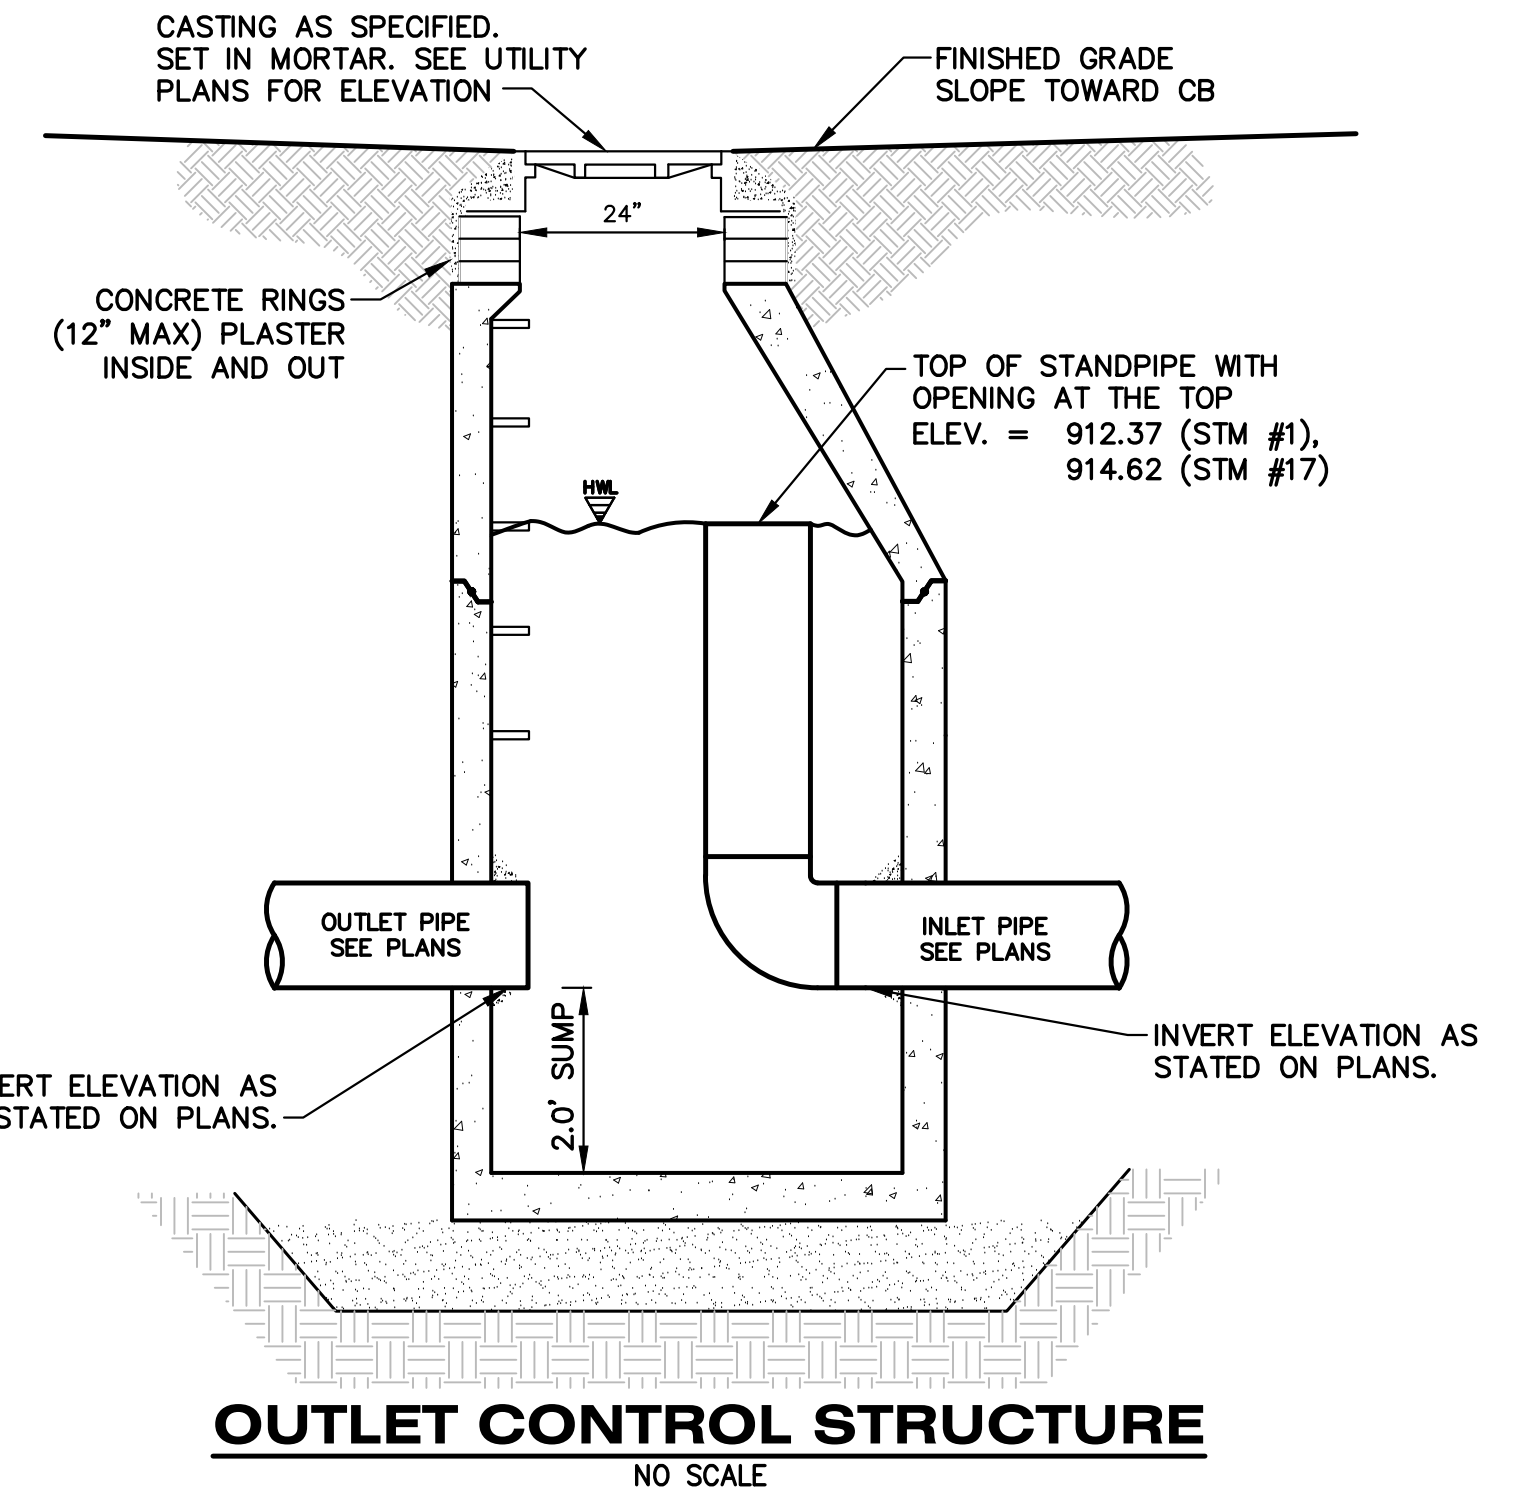 CASTING AS SPECIFIED.
SET IN MORTAR. SEE UTILITY
PLANS FOR ELEVATION
FINISHED GRADE
SLOPE TOWARD CB
24"
CONCRETE RINGS
(12" MAX) PLASTER
INSIDE AND OUT
TOP OF STANDPIPE WITH
OPENING AT THE TOP
ELEV. = 912.37 (STM #1),
914.62 (STM #17)
HWL
OUTLET PIPE
SEE PLANS
INLET PIPE
SEE PLANS
2.0' SUMP
INVERT ELEVATION AS
STATED ON PLANS.
ERT ELEVATION AS
STATED ON PLANS.
OUTLET CONTROL STRUCTURE
NO SCALE